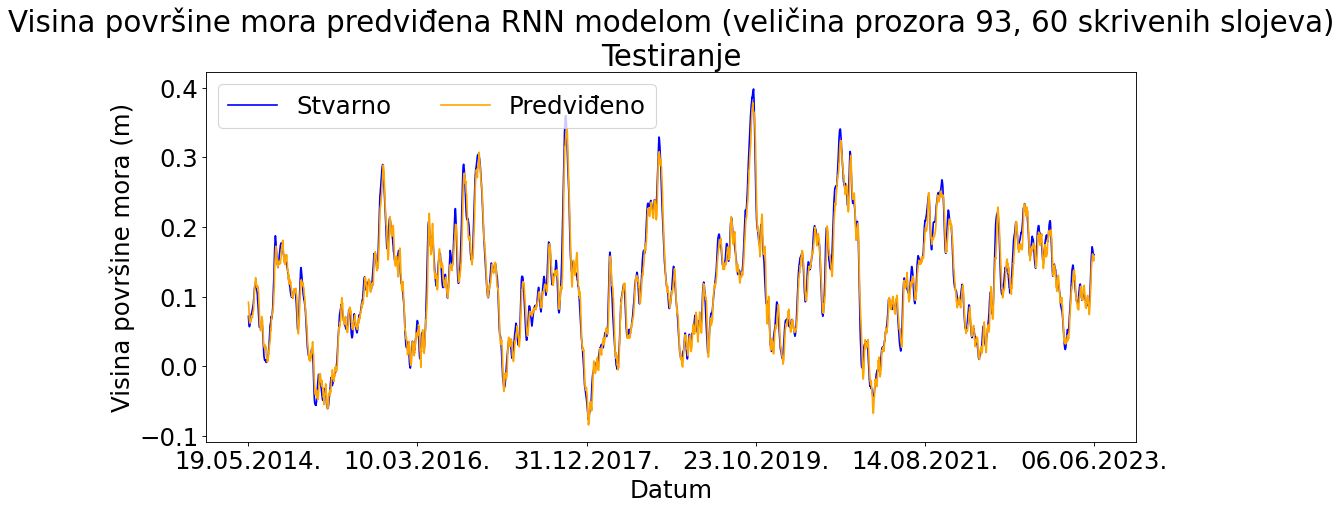 Visina površine mora predviđena RNN modelom (veličina prozora 93, 60 skrivenih slojeva)
Testiranje
Stvarno Predviđeno
Visina površine mora (m)
0.4
0.3
0.2
0.1
0.0
−0.1
19.05.2014. 10.03.2016. 31.12.2017. 23.10.2019. 14.08.2021. 06.06.2023.
Datum